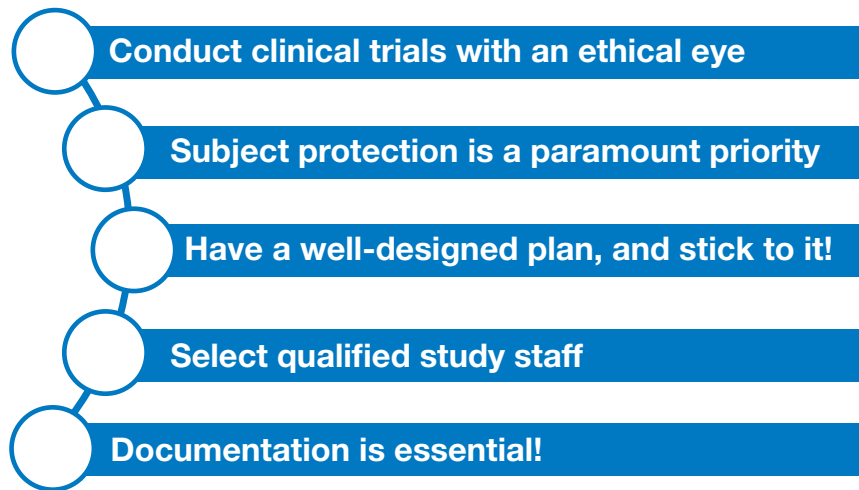 Conduct clinical trials with an ethical eye
Subject protection is a paramount priority
Have a well-designed plan, and stick to it!
Select qualified study staff
Documentation is essential!